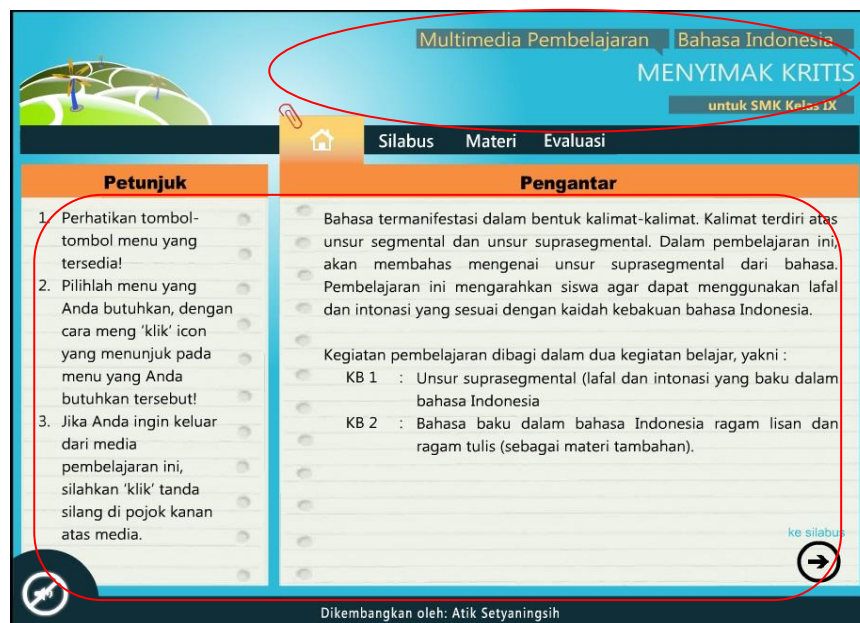 Multimedia Pembelajaran Bahasa Indonesia
MENYIMAK KRITIS
untuk SMK Kelas IX
Silabus Materi Evaluasi
Petunjuk
1. Perhatikan tombol-
tombol menu yang
tersedia!
2. Pilihlah menu yang
Anda butuhkan, dengan
cara meng 'klik' icon
yang menunjuk pada
menu yang Anda
butuhkan tersebut!
3. Jika Anda ingin keluar
dari media
pembelajaran ini,
silahkan 'klik' tanda
silang di pojok kanan
atas media.
Pengantar
Bahasa termanifestasi dalam bentuk kalimat-kalimat. Kalimat terdiri atas
unsur segmental dan unsur suprasegmental. Dalam pembelajaran ini,
akan membahas mengenai unsur suprasegmental dari bahasa.
Pembelajaran ini mengarahkan siswa agar dapat menggunakan lafal
dan intonasi yang sesuai dengan kaidah kebakuan bahasa Indonesia.
Kegiatan pembelajaran dibagi dalam dua kegiatan belajar, yakni :
KB 1 : Unsur suprasegmental (lafal dan intonasi yang baku dalam
bahasa Indonesia
KB 2 : Bahasa baku dalam bahasa Indonesia ragam lisan dan
ragam tulis (sebagai materi tambahan).
ke silabus
Dikembangkan oleh: Atik Setyaningsih